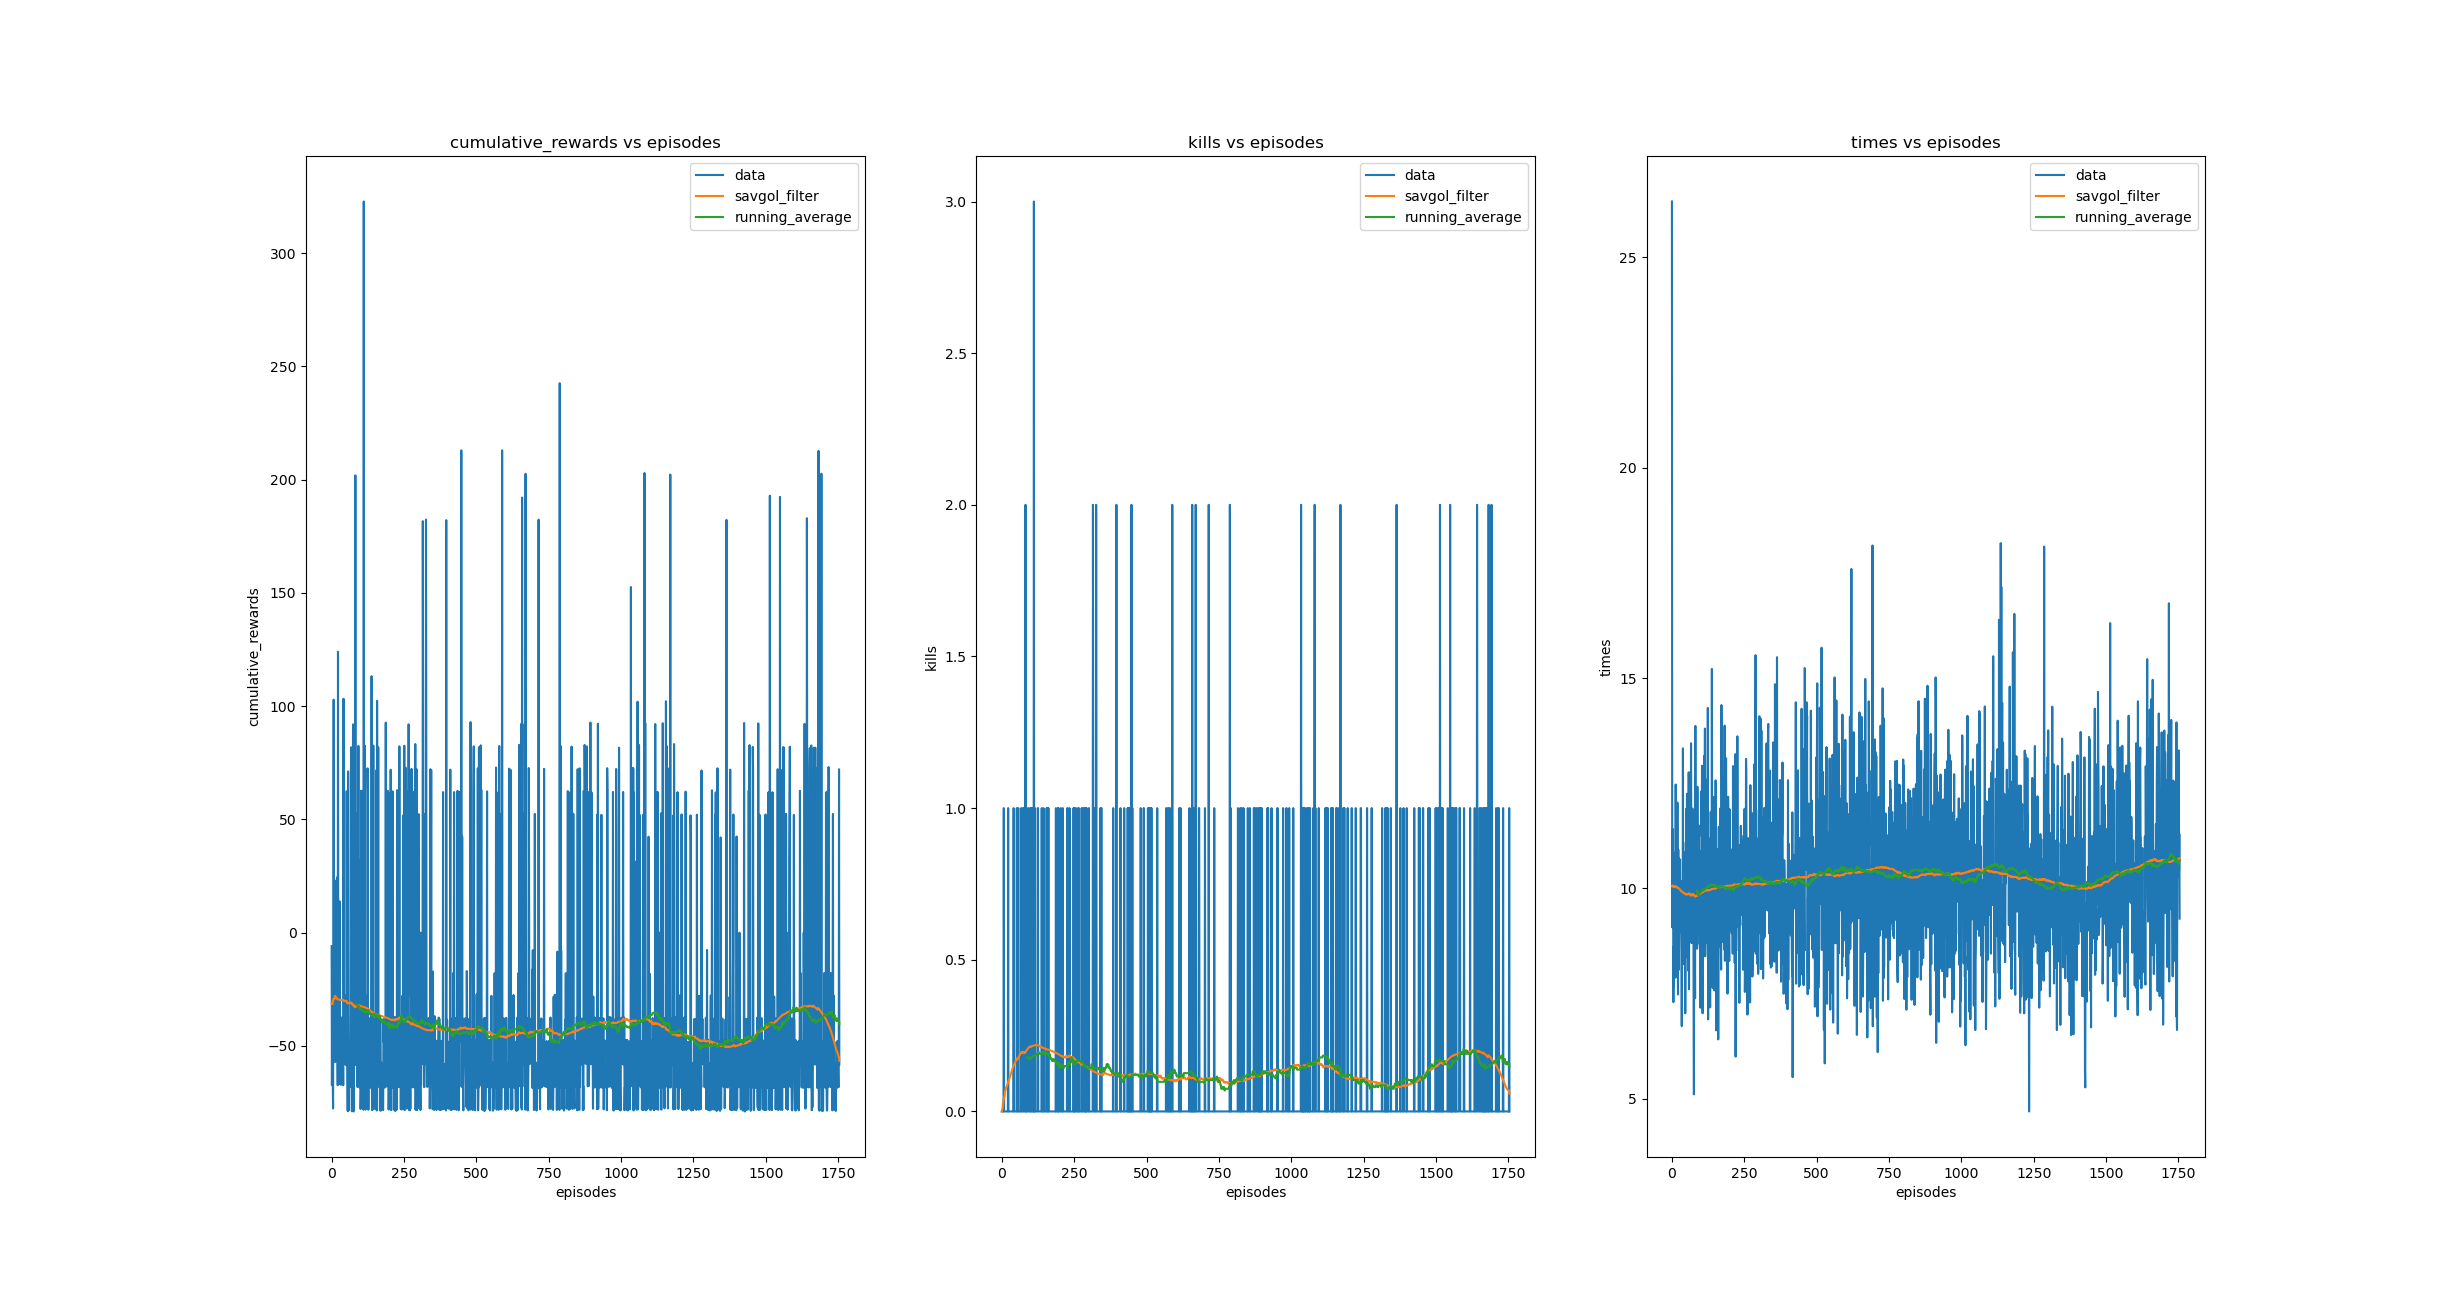 cumulative_rewards vs episodes
data
savgol_filter
running_average
cumulative_rewards
300
250
200
150
100
50
0
−50
0 250 500 750 1000 1250 1500 1750
episodes
kills vs episodes
data
savgol_filter
running_average
kills
3.0
2.5
2.0
1.5
1.0
0.5
0.0
0 250 500 750 1000 1250 1500 1750
episodes
times vs episodes
data
savgol_filter
running_average
times
25
20
15
10
5
0 250 500 750 1000 1250 1500 1750
episodes